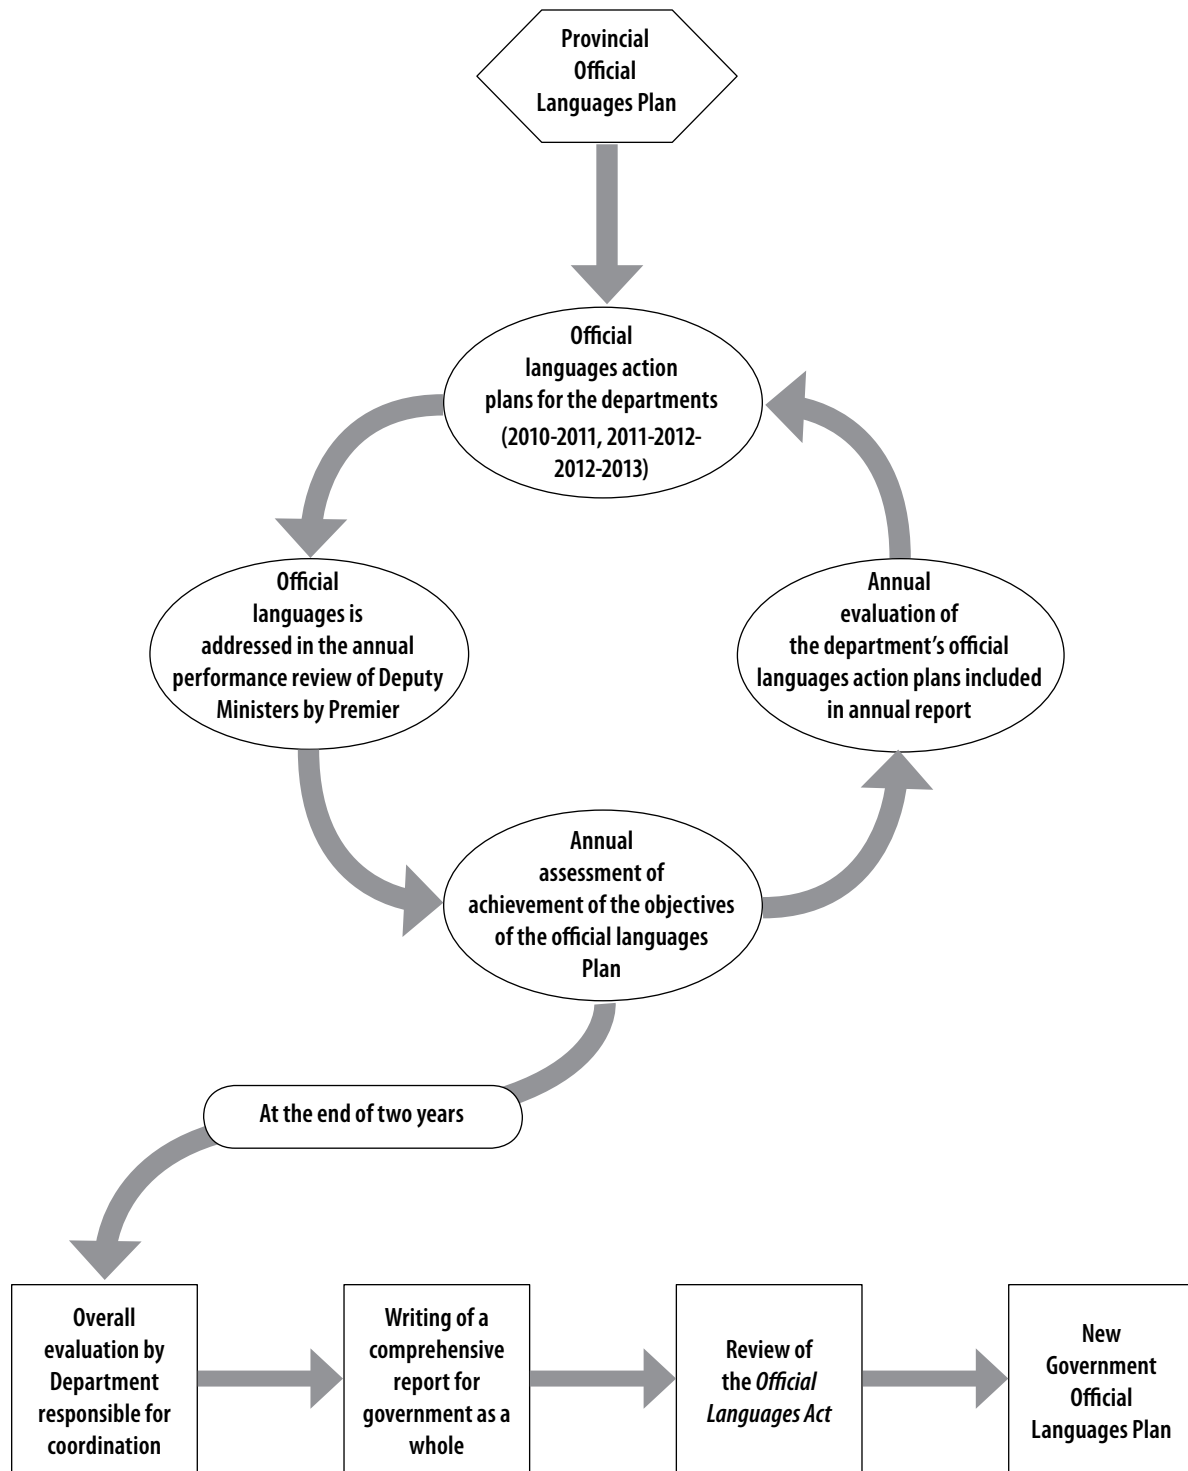 Provincial
Official
Languages Plan
Official
languages action
plans for the departments
(2010-2011, 2011-2012-
2012-2013)
Official
languages is
addressed in the annual
performance review of Deputy
Ministers by Premier
Annual
evaluation of
the department’s official
languages action plans included
in annual report
Annual
assessment of
achievement of the objectives
of the official languages
Plan
At the end of two years
Overall
evaluation by
Department
responsible for
coordination
Writing of a
comprehensive
report for
government as a
whole
Review of
the Official
Languages Act
New
Government
Official
Languages Plan